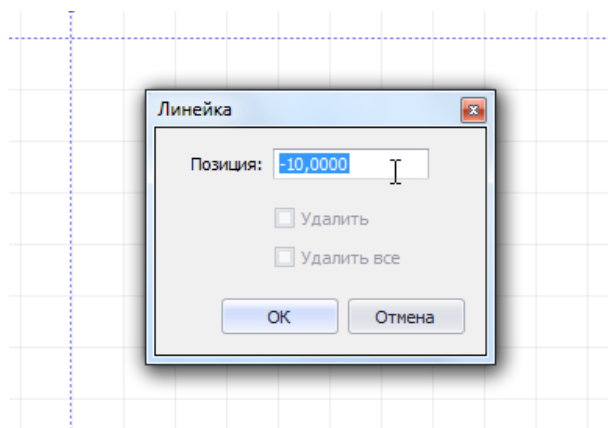 Линейка
Позиция: -10,0000
Удалить
Удалить все
ОК Отмена